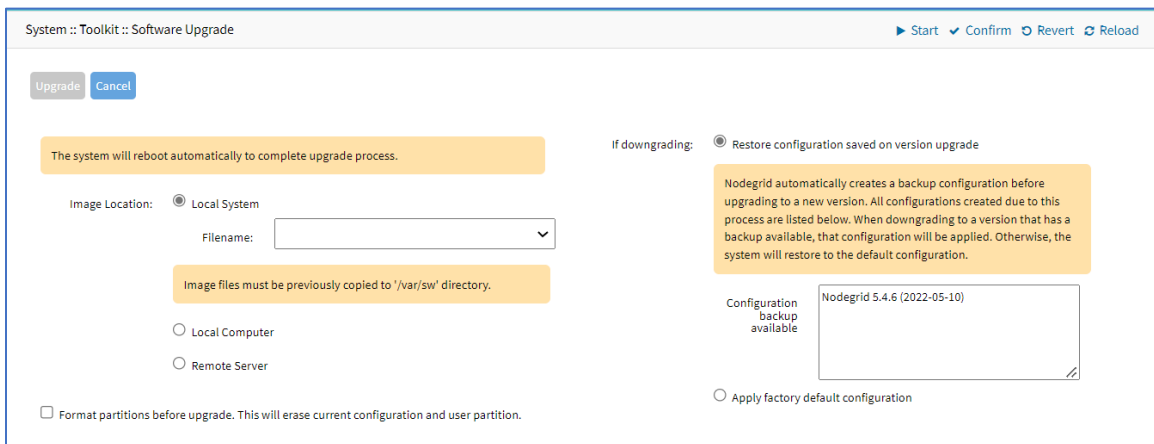 System :: Toolkit :: Software Upgrade
Start Confirm Revert Reload
Upgrade Cancel
The system will reboot automatically to complete upgrade process.
Image Location: Local System
Filename:
Image files must be previously copied to '/var/sw' directory.
Local Computer
Remote Server
Format partitions before upgrade. This will erase current configuration and user partition.
If downgrading: Restore configuration saved on version upgrade
Nodegrid automatically creates a backup configuration before
upgrading to a new version. All configurations created due to this
process are listed below. When downgrading to a version that has a
backup available, that configuration will be applied. Otherwise, the
system will restore to the default configuration.
Configuration
backup
available
Nodegrid 5.4.6 (2022-05-10)
Apply factory default configuration